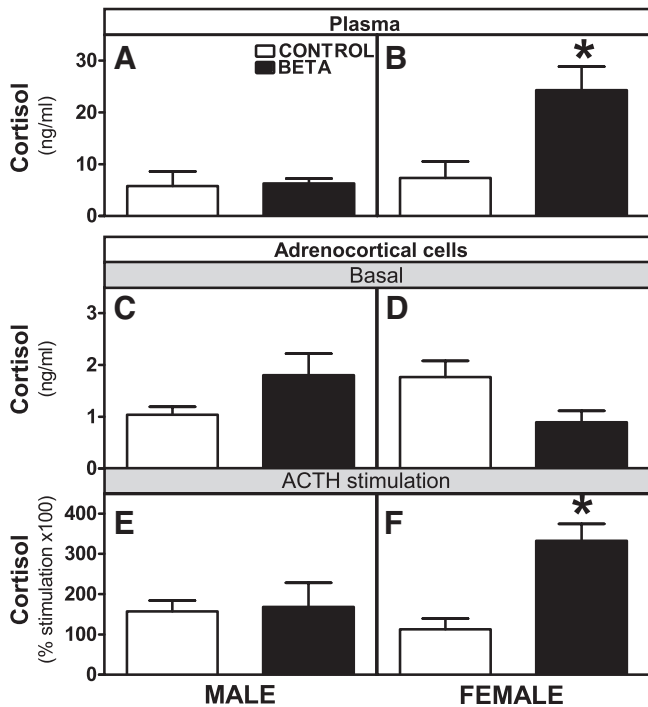 Plasma
A
CONTROL
BETA
B
*
Cortisol
(ng/ml)
30
20
10
0
Adrenocortical cells
Basal
C
D
Cortisol
(ng/ml)
3
2
1
0
ACTH stimulation
E
F
*
Cortisol
(% stimulation x100)
400
300
200
100
0
MALE
FEMALE